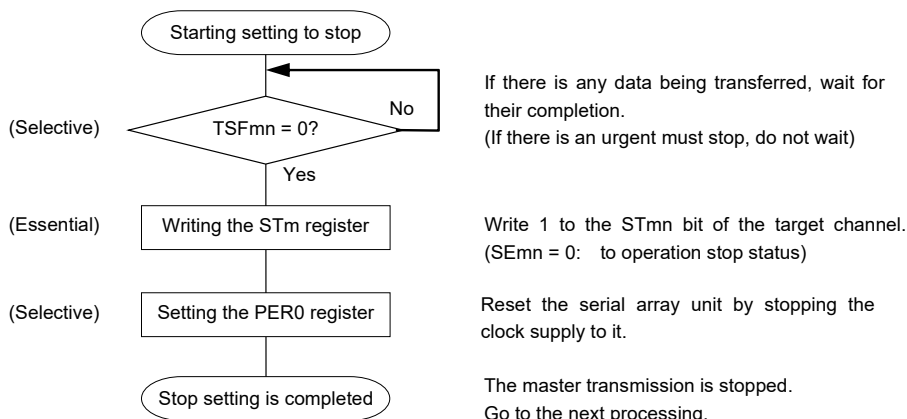 Starting setting to stop
If there is any data being transferred, wait for
their completion.
(If there is an urgent must stop, do not wait)
No
(Selective)
TSFmn = 0?
Yes
(Essential)
Writing the STm register
Write 1 to the STmn bit of the target channel.
(SEmn = 0: to operation stop status)
(Selective)
Setting the PER0 register
Reset the serial array unit by stopping the
clock supply to it.
Stop setting is completed
The master transmission is stopped.
Go to the next processing.